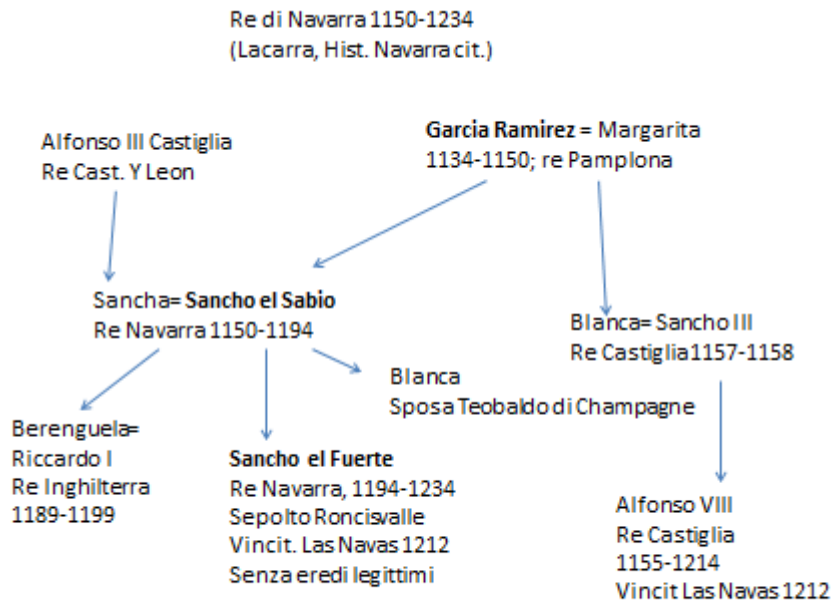 Re di Navarra 1150-1234
(Lacarra, Hist. Navarra cit.)
Alfonso III Castiglia
Re Cast. Y Leon
Garcia Ramirez = Margarita
1134-1150; re Pamplona
Sancha= Sancho el Sabio
Re Navarra 1150-1194
Blanca= Sancho III
Re Castiglia 1157-1158
Blanca
Sposa Teobaldo di Champagne
Berenguela=
Riccardo I
Re Inghilterra
1189-1199
Sancho el Fuerte
Re Navarra, 1194-1234
Sepolto Roncisvalle
Vincit. Las Navas 1212
Senza eredi legittimi
Alfonso VIII
Re Castiglia
1155-1214
Vincit Las Navas 1212